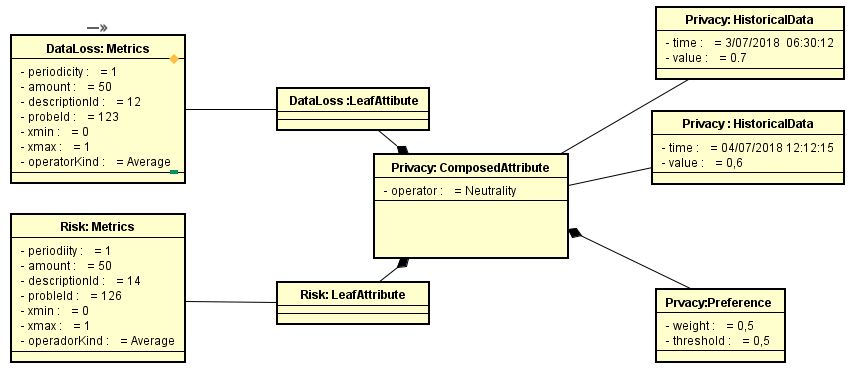 DataLoss: Metrics
- periodicity : = 1
- amount : = 50
- descriptionId : = 12
- probeId : = 123
- xmin : = 0
- xmax : = 1
- operatorKind : = Average
Risk: Metrics
- periodiity : = 1
- amount : = 50
- descriptionId : = 14
- probleId : = 126
- xmin : = 0
- xmax : = 1
- operadorKind : = Average
DataLoss :LeafAttibute
Risk: LeafAttribute
Privacy: ComposedAttribute
- operator : = Neutrality
Privacy: HistoricalData
- time : = 3/07/2018 06:30:12
- value : = 0.7
Privacy : HistoricalData
- time : = 04/07/2018 12:12:15
- value : = 0,6
Prvacy:Preference
- weight : = 0,5
- threshold : = 0,5